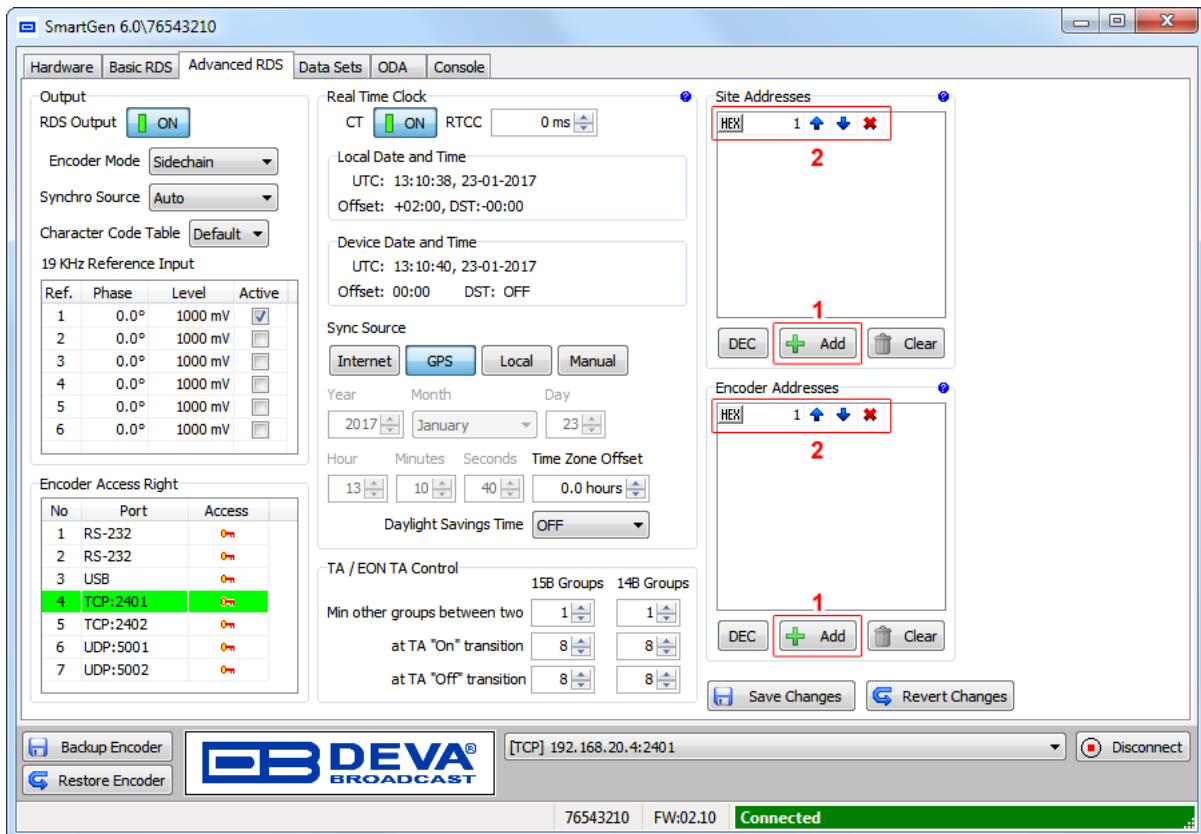 SmartGen 6.0\76543210
Hardware Basic RDS Advanced RDS Data Sets ODA Console
Output
RDS Output ON
Encoder Mode Sidechain
Synchro Source Auto
Character Code Table Default
19 KHz Reference Input
Ref. Phase Level Active
1 0.0° 1000 mV
2 0.0° 1000 mV
3 0.0° 1000 mV
4 0.0° 1000 mV
5 0.0° 1000 mV
6 0.0° 1000 mV
Encoder Access Right
No Port Access
1 RS-232
2 RS-232
3 USB
4 TCP:2401
5 TCP:2402
6 UDP:5001
7 UDP:5002
Real Time Clock
CT ON RTCC 0 ms
Local Date and Time
UTC: 13:10:38, 23-01-2017
Offset: +02:00, DST:-00:00
Device Date and Time
UTC: 13:10:40, 23-01-2017
Offset: 00:00 DST: OFF
Sync Source
Internet GPS Local Manual
Year Month Day
2017 January 23
Hour Minutes Seconds Time Zone Offset
13 10 40 0.0 hours
Daylight Savings Time OFF
TA / EON TA Control
15B Groups 14B Groups
Min other groups between two 1 1
at TA "On" transition 8 8
at TA "Off" transition 8 8
Site Addresses
HEX 1
2
1
DEC Add Clear
Encoder Addresses
HEX 1
2
1
DEC Add Clear
Save Changes Revert Changes
Backup Encoder
Restore Encoder
DEVA®
BROADCAST
[TCP] 192.168.20.4:2401
Disconnect
76543210 FW:02.10 Connected